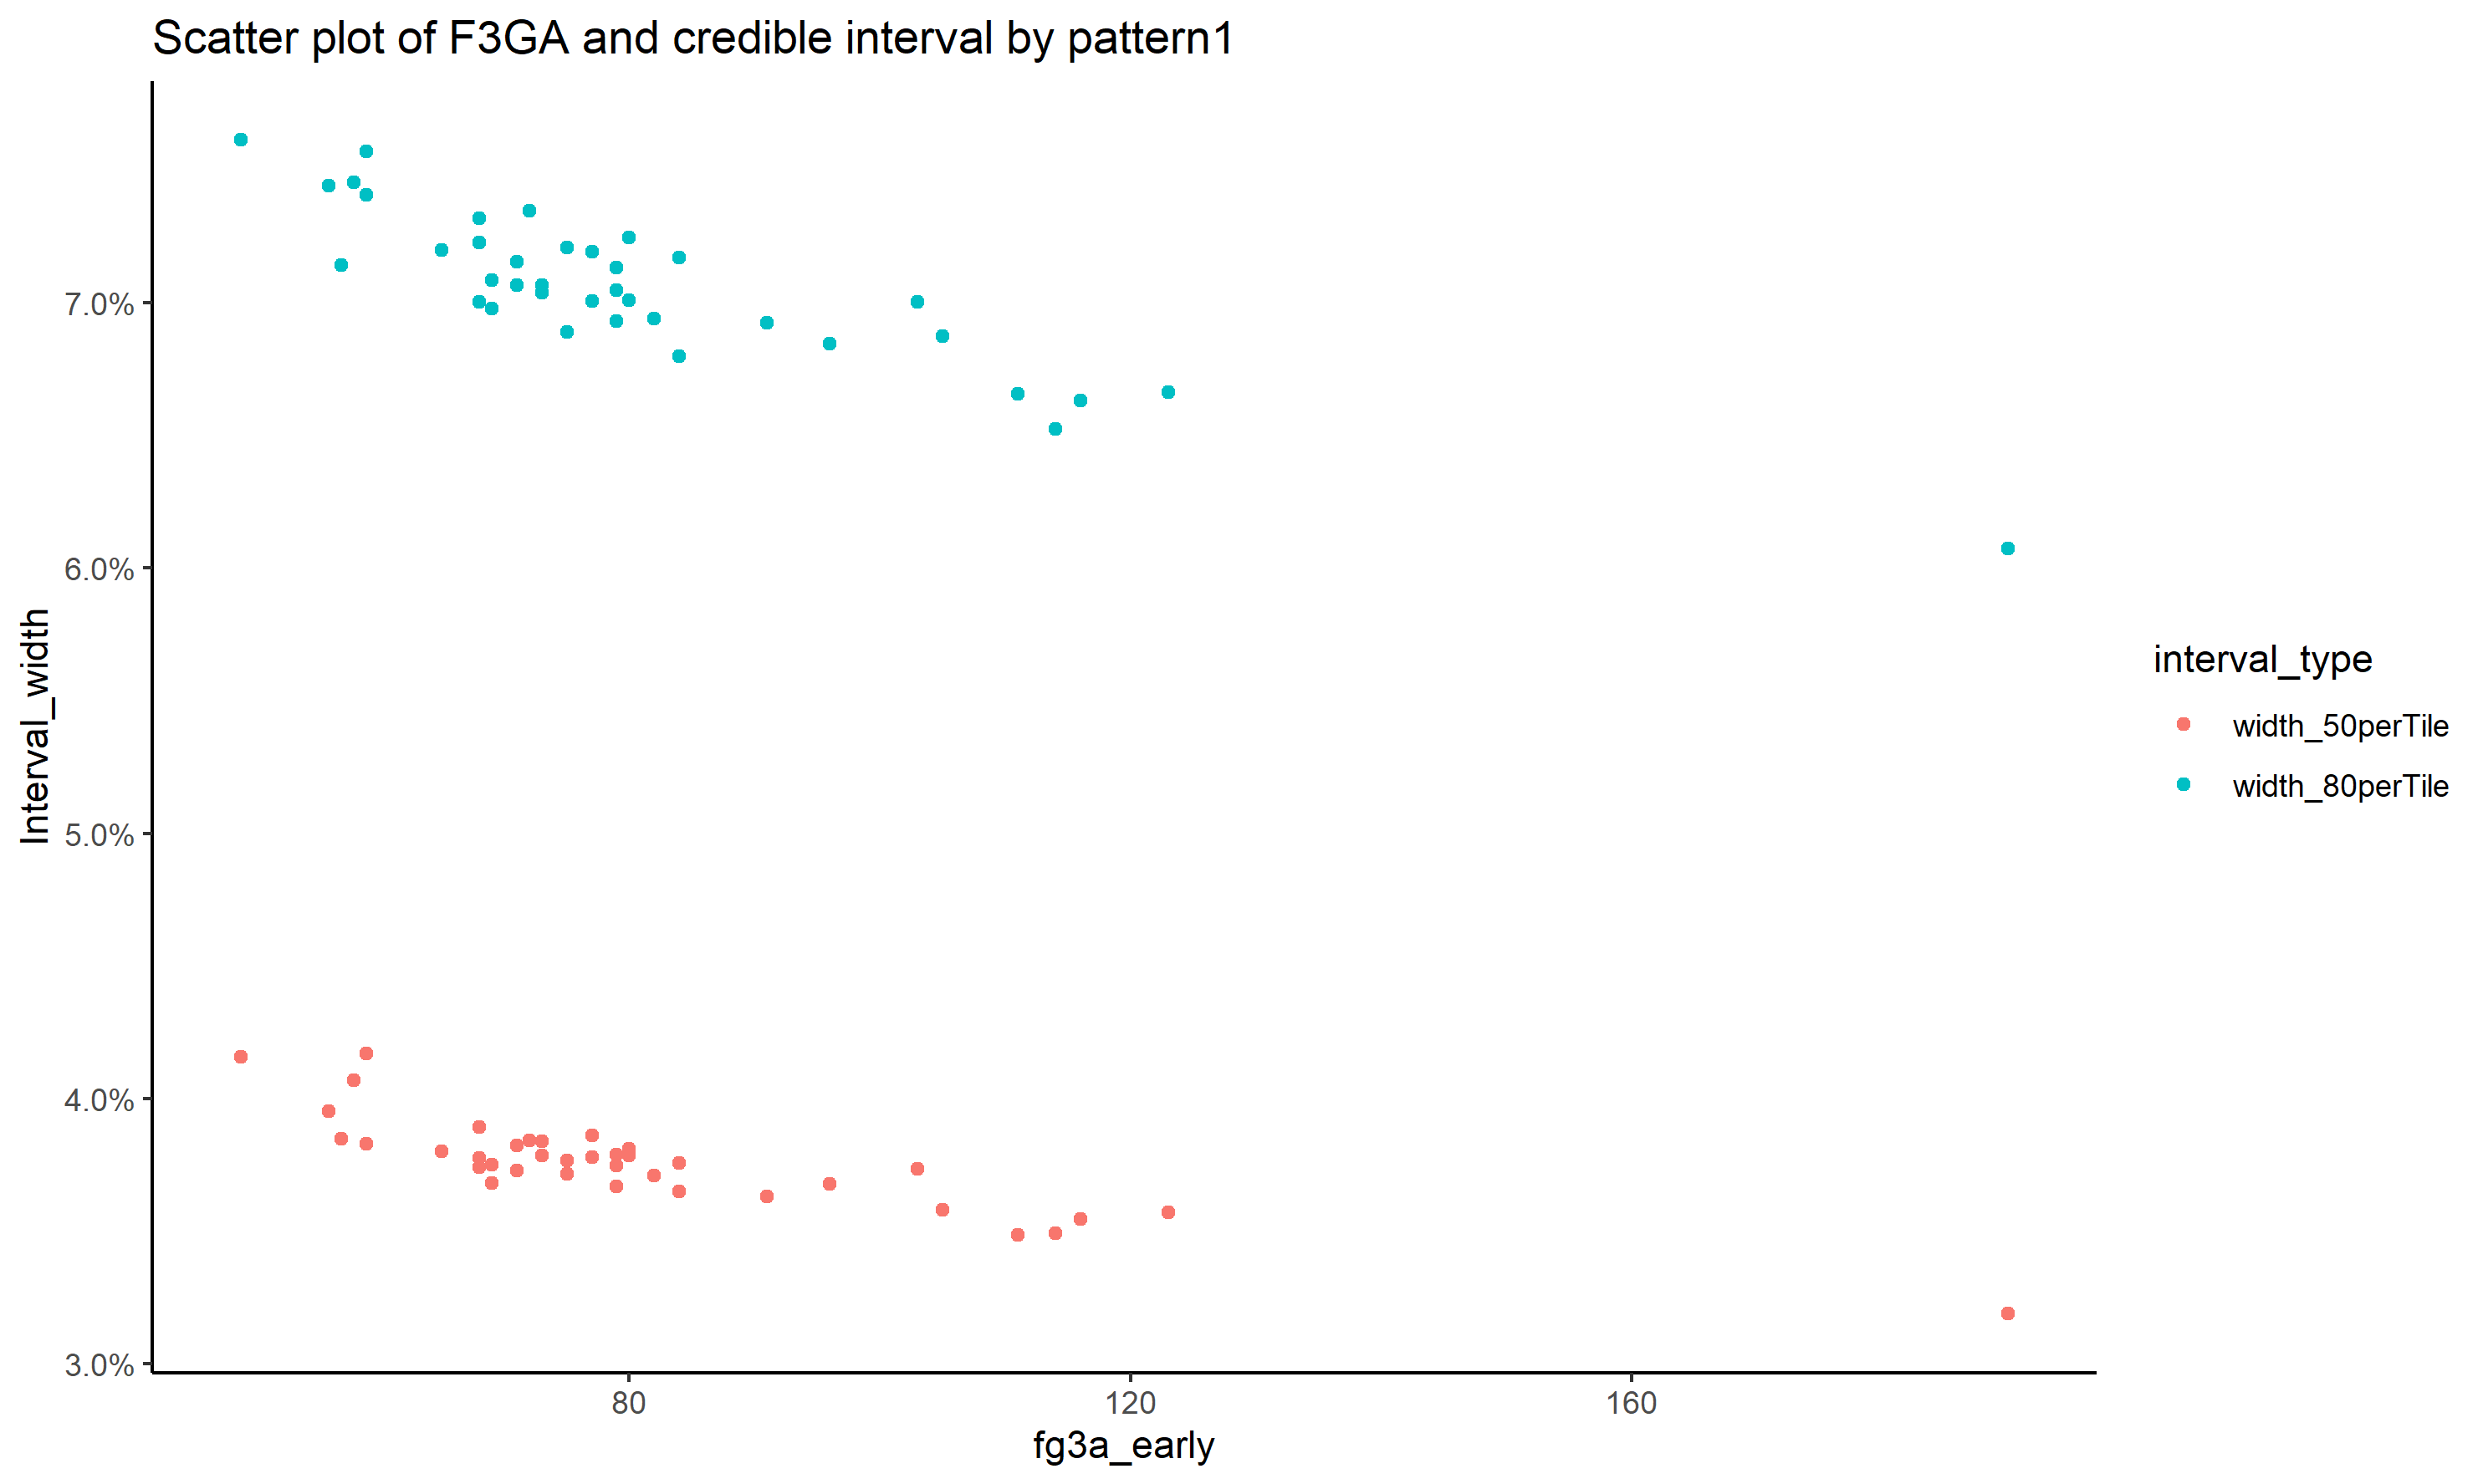 Scatter plot of F3GA and credible interval by pattern1
7.0%
6.0%
5.0%
4.0%
3.0%
Interval_width
80
120
160
fg3a_early
interval_type
width_50perTile
width_80perTile